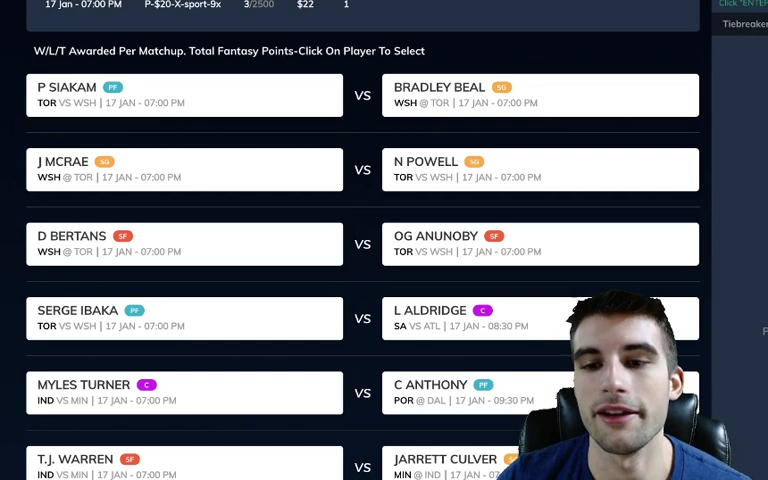 Click "ENTER
17 Jan - 07:00 PM P-$20-X-sport-9x 3/2500 $22 1
Tiebreaker
W/L/T Awarded Per Matchup. Total Fantasy Points-Click On Player To Select
P SIAKAM PF
TOR VS WSH | 17 JAN - 07:00 PM
VS
BRADLEY BEAL SG
WSH @ TOR | 17 JAN - 07:00 PM
J MCRAE SG
WSH @ TOR | 17 JAN - 07:00 PM
VS
N POWELL SG
TOR VS WSH | 17 JAN - 07:00 PM
D BERTANS SF
WSH @ TOR | 17 JAN - 07:00 PM
VS
OG ANUNOBY SF
TOR VS WSH | 17 JAN - 07:00 PM
SERGE IBAKA PF
TOR VS WSH | 17 JAN - 07:00 PM
VS
L ALDRIDGE C
SA VS ATL | 17 JAN - 08:30 PM
MYLES TURNER C
IND VS MIN | 17 JAN - 07:00 PM
VS
C ANTHONY PF
POR @ DAL | 17 JAN - 09:30 PM
T.J. WARREN SF
IND VS MIN | 17 JAN - 07:00 PM
VS
JARRETT CULVER
MIN @ IND | 17 JAN - 07